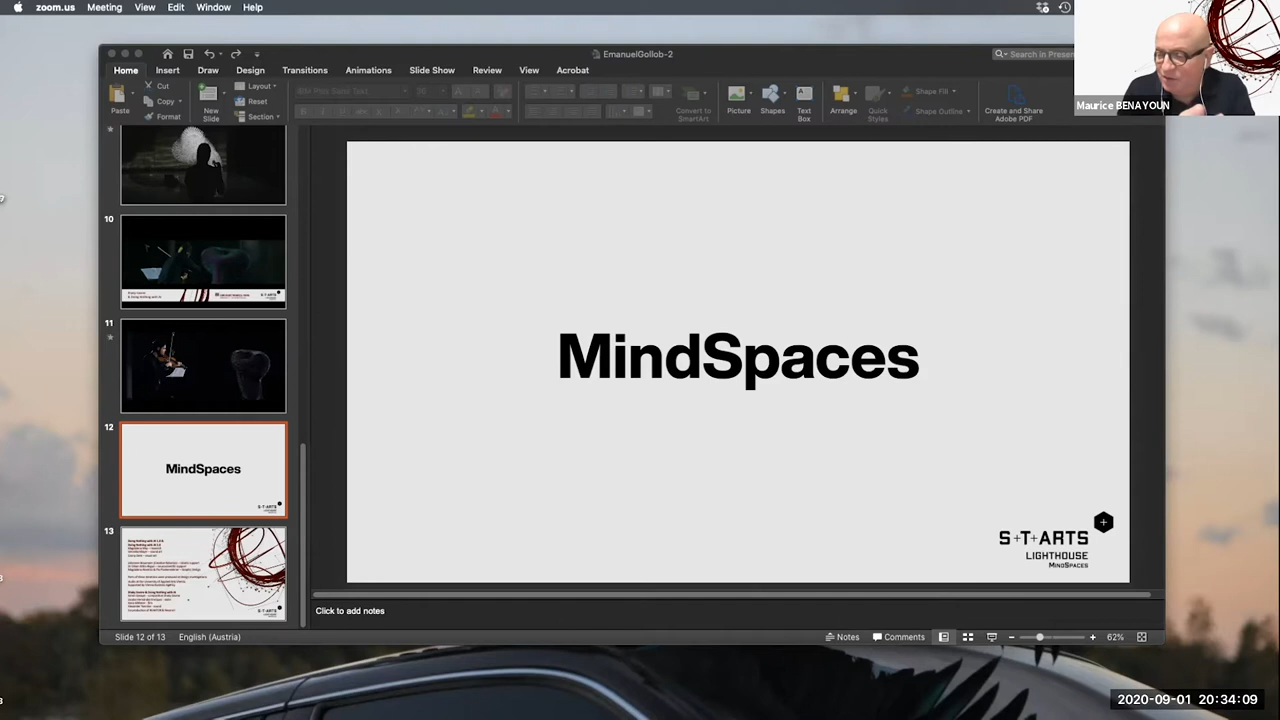 zoom.us Meeting View Edit Window Help
EmanuelGollob-2
Search in Presen
Home Insert Draw Design Transitions Animations Slide Show Review View Acrobat
Paste
Cut
Copy
Format
New Slide
Layout
Reset
Section
Convert to SmartArt
Picture
Shapes
Text Box
Arrange
Quick Styles
Shape Fill
Shape Outline
Create and Share Adobe PDF
Maurice BENAYOUN
10
11
12
MindSpaces
13
MindSpaces
S+T+ARTS
LIGHTHOUSE
MINDSPACES
Click to add notes
Slide 12 of 13 English (Austria)
Notes Comments 62%
2020-09-01 20:34:09